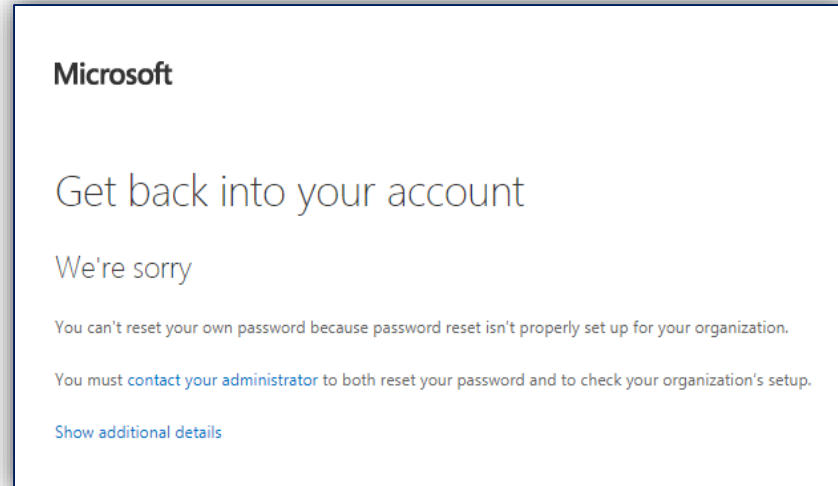 Microsoft
Get back into your account
We're sorry
You can't reset your own password because password reset isn't properly set up for your organization.
You must contact your administrator to both reset your password and to check your organization's setup.
Show additional details